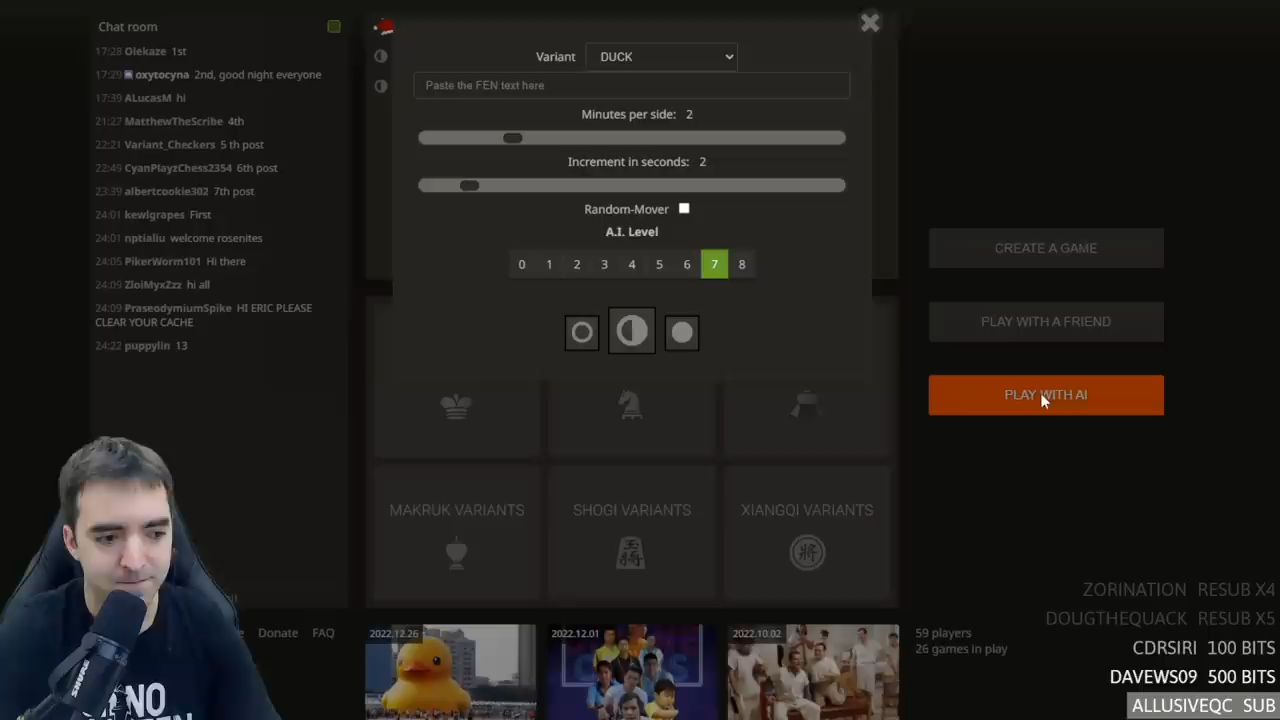 Chat room
17:28 Olekaze 1st
17:29 oxytocyna 2nd, good night everyone
17:39 ALucasM hi
21:27 MatthewTheScribe 4th
22:21 Variant_Checkers 5 th post
22:49 CyanPlayzChess2354 6th post
23:39 albertcookie302 7th post
24:01 kewlgrapes First
24:01 nptialiu welcome rosenites
24:05 PikerWorm101 Hi there
24:09 ZloiMyxZzz hi all
24:09 PraseodymiumSpike HI ERIC PLEASE
CLEAR YOUR CACHE
24:22 puppylin 13
Donate FAQ
Variant DUCK
Paste the FEN text here
Minutes per side: 2
Increment in seconds: 2
Random-Mover
A.I. Level
0 1 2 3 4 5 6 7 8
MAKRUK VARIANTS SHOGI VARIANTS XIANGQI VARIANTS
2022.12.26 2022.12.01 2022.10.02
CREATE A GAME
PLAY WITH A FRIEND
PLAY WITH AI
59 players
26 games in play
ZORINATION RESUB X4
DOUGTHEQUACK RESUB X5
CDRSIRI 100 BITS
DAVEWS09 500 BITS
ALLUSIVEQC SUB
SHURE
NO